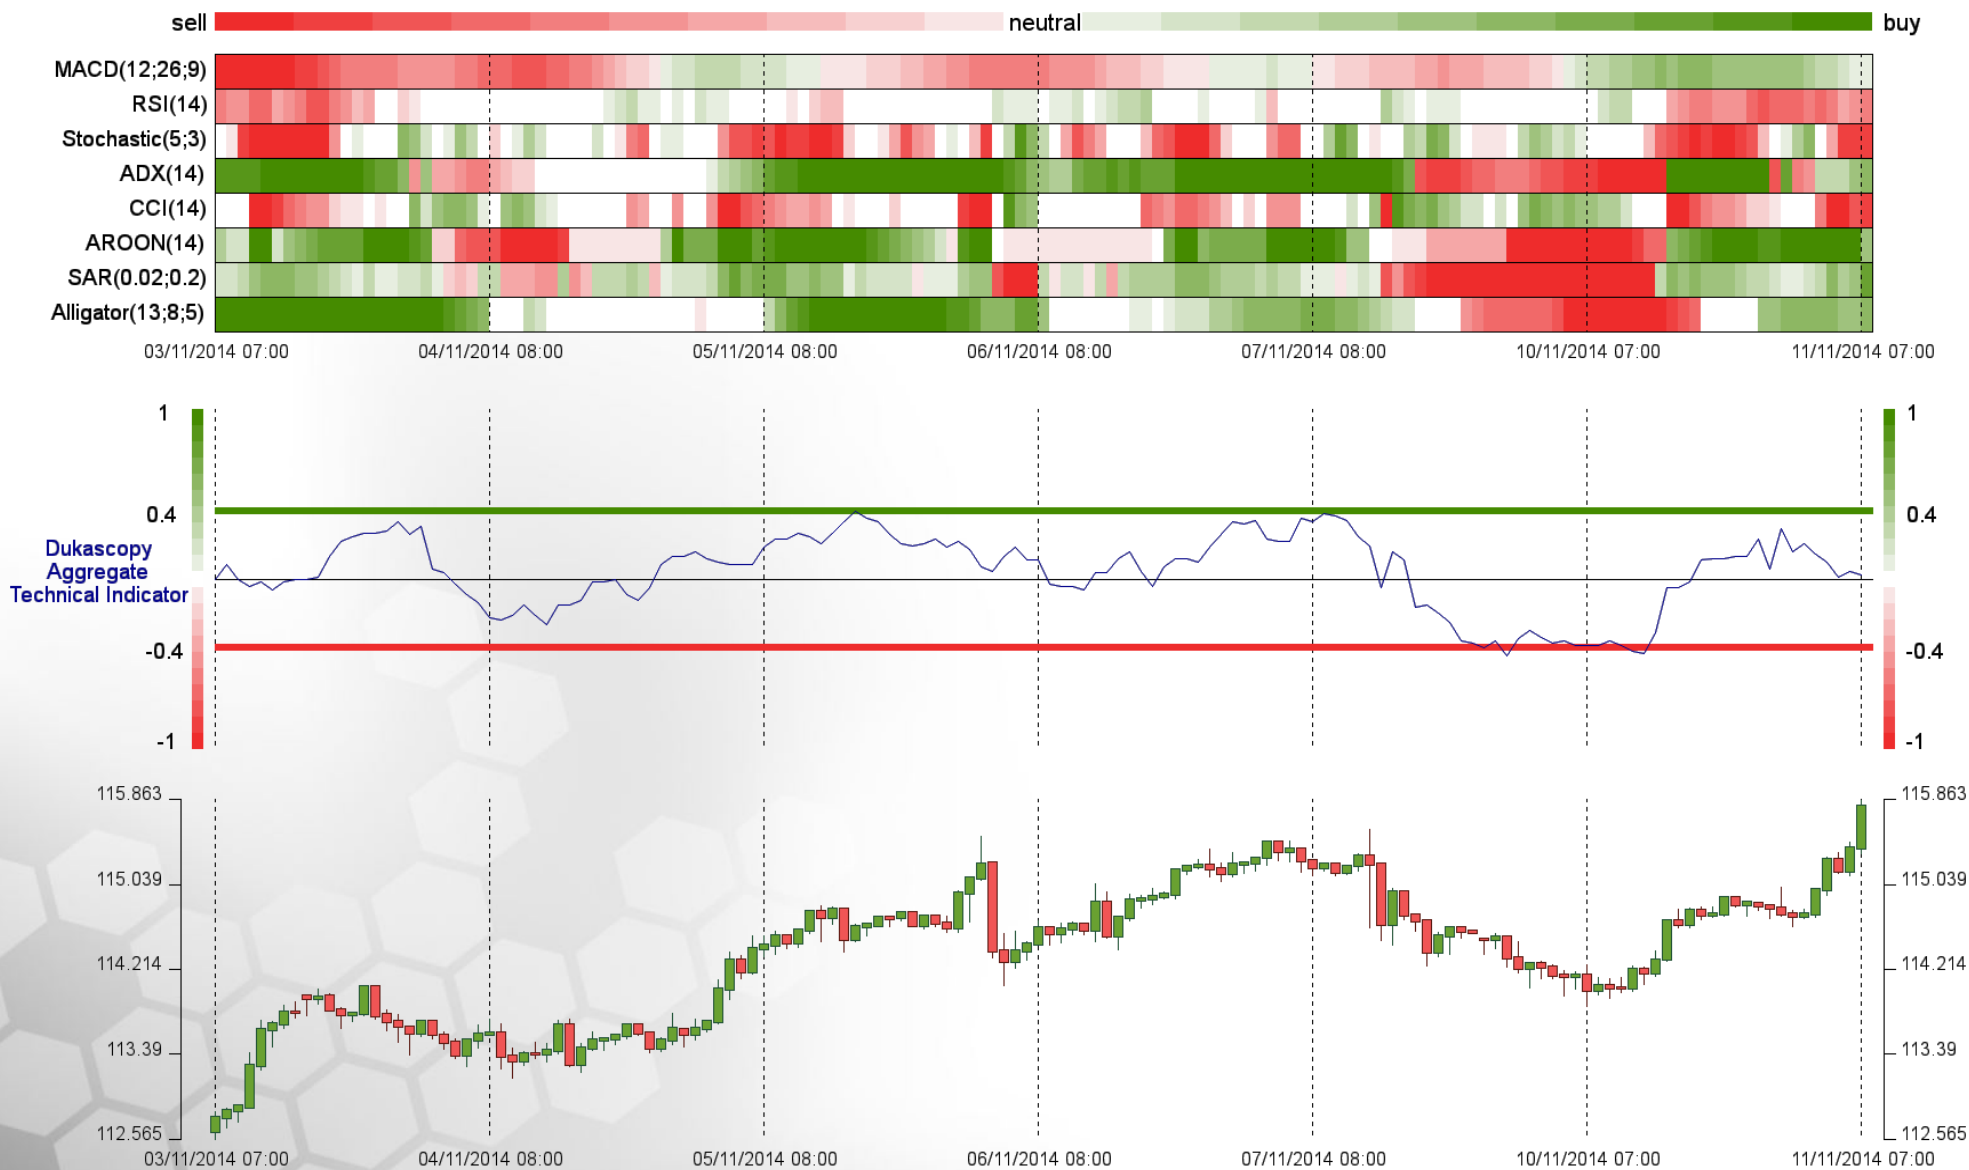 sell neutral buy
MACD(12;26;9)
RSI(14)
Stochastic(5;3)
ADX(14)
CCI(14)
AROON(14)
SAR(0.02;0.2)
Alligator(13;8;5)
03/11/2014 07:00 04/11/2014 08:00 05/11/2014 08:00 06/11/2014 08:00 07/11/2014 08:00 10/11/2014 07:00 11/11/2014 07:00
1 1
0.4 0.4
Dukascopy
Aggregate
Technical Indicator
-0.4 -0.4
-1 -1
115.863 115.863
115.039 115.039
114.214 114.214
113.39 113.39
112.565 112.565
03/11/2014 07:00 04/11/2014 08:00 05/11/2014 08:00 06/11/2014 08:00 07/11/2014 08:00 10/11/2014 07:00 11/11/2014 07:00